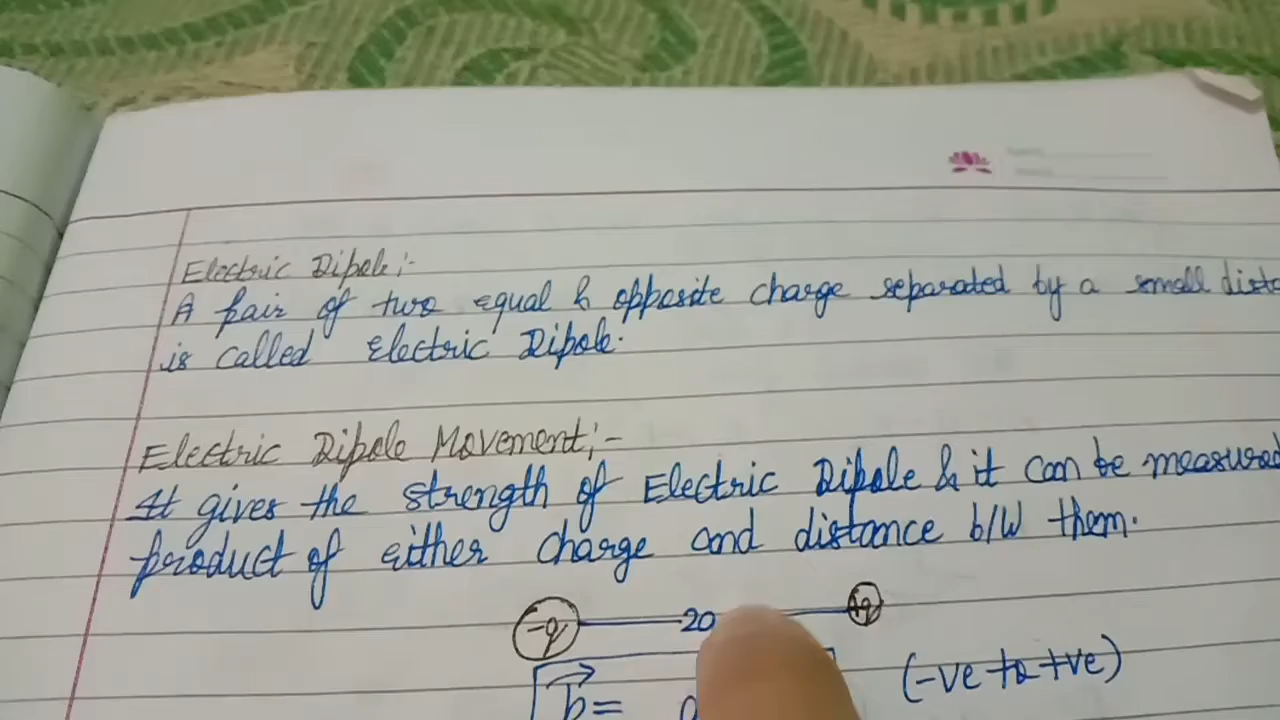 Electric Dipole:-
A pair of two equal & opposite charge separated by a small
is called Electric Dipole.
Electric Dipole Movement:-
It gives the strength of Electric Dipole & it can be measured
product of either charge and distance b/w them.
-q 20 +q
p = (-ve to +ve)